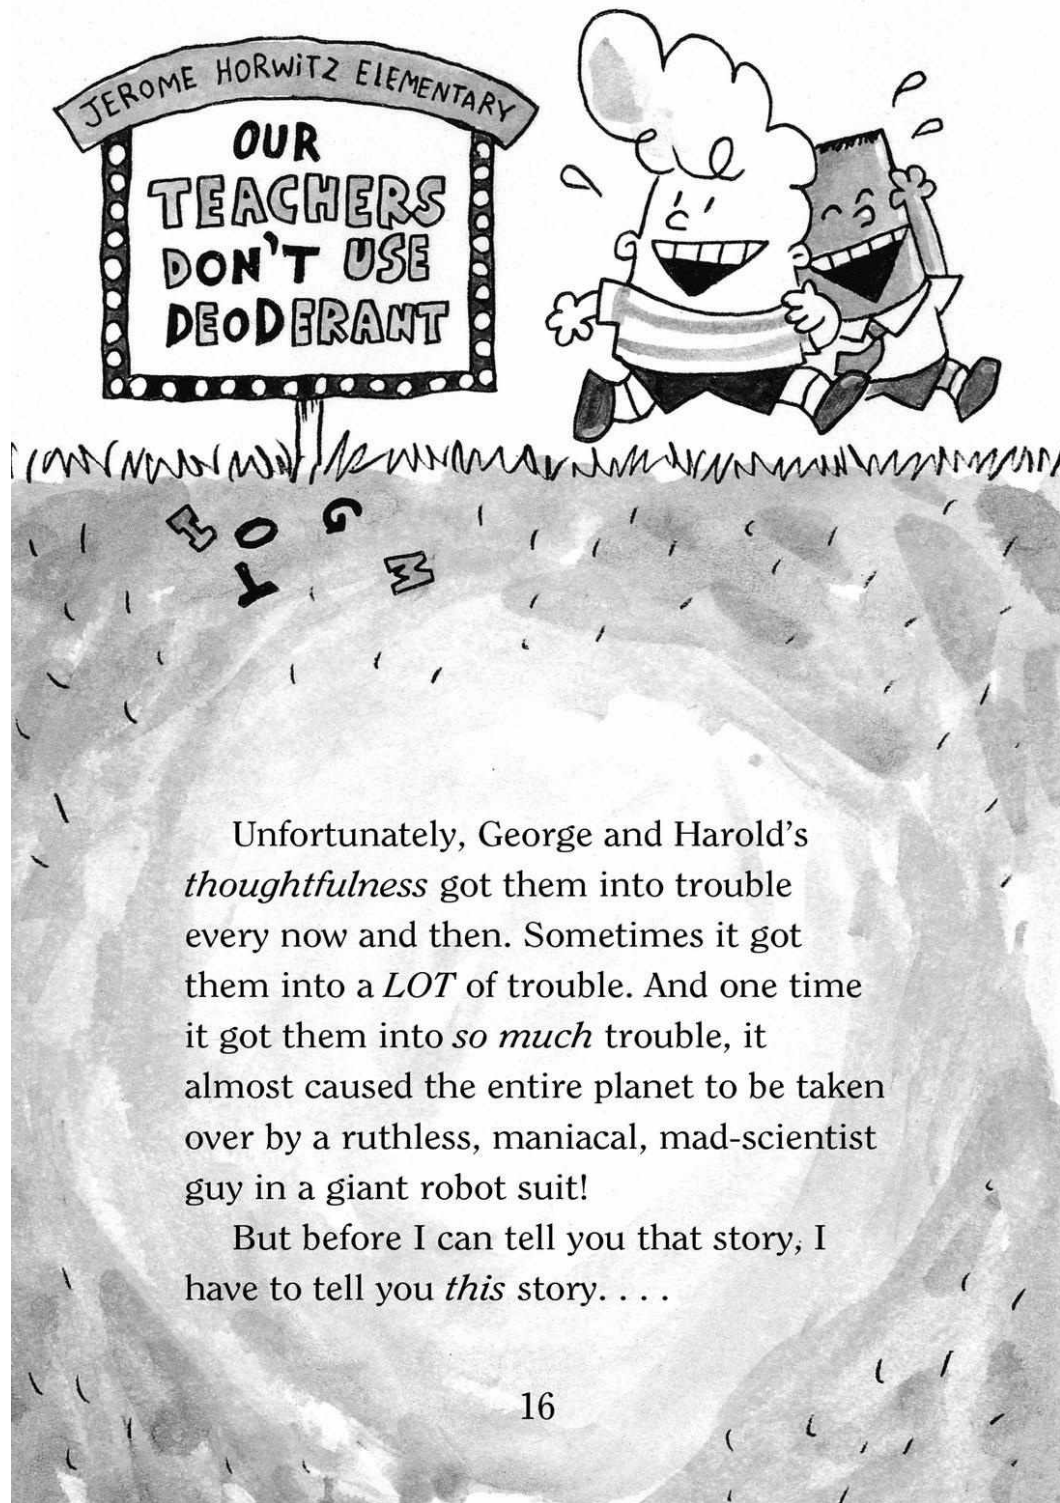 JEROME HORWiTZ ELEMENTARY
OUR
TEACHERS
DON'T USE
DEODERANT
I O G
T M
Unfortunately, George and Harold's
thoughtfulness got them into trouble
every now and then. Sometimes it got
them into a LOT of trouble. And one time
it got them into so much trouble, it
almost caused the entire planet to be taken
over by a ruthless, maniacal, mad-scientist
guy in a giant robot suit!
But before I can tell you that story, I
have to tell you this story. . . .
16